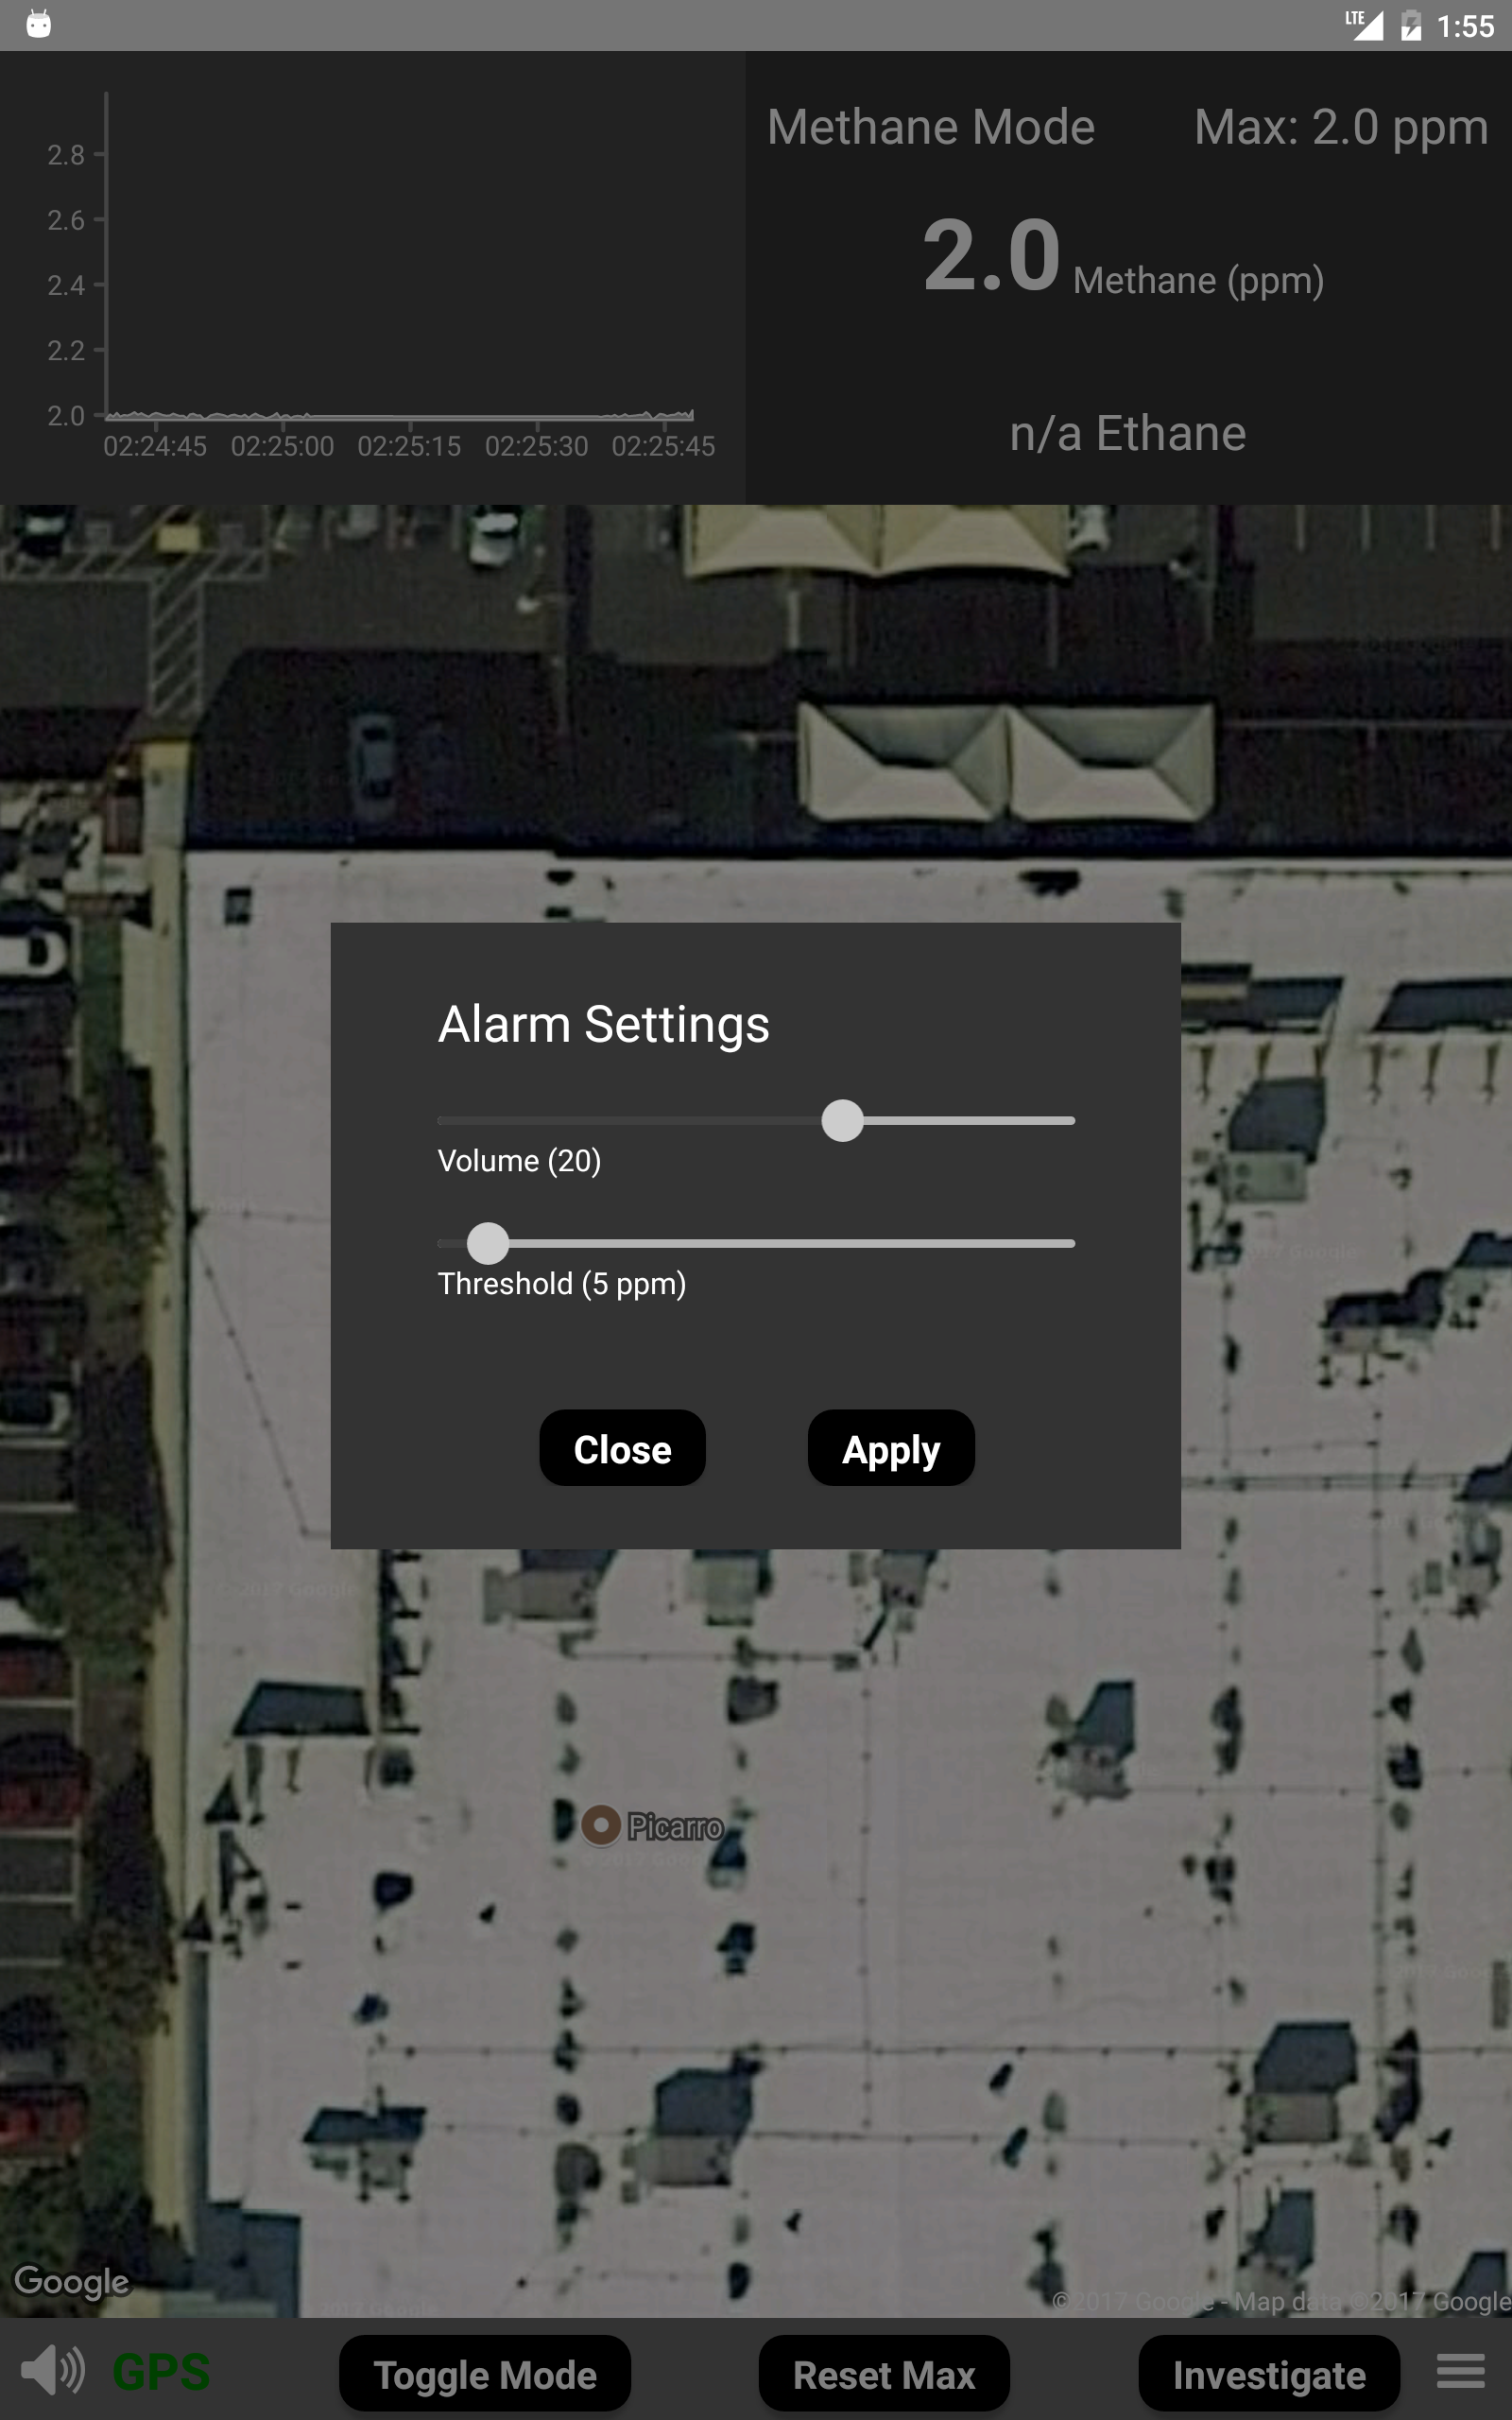 LTE 1:55
2.8
2.6
2.4
2.2
2.0
02:24:45 02:25:00 02:25:15 02:25:30 02:25:45
Methane Mode Max: 2.0 ppm
2.0 Methane (ppm)
n/a Ethane
Alarm Settings
Volume (20)
Threshold (5 ppm)
Close Apply
© 2017 Google
Picarro
Google
©2017 Google - Map data ©2017 Google
GPS Toggle Mode Reset Max Investigate